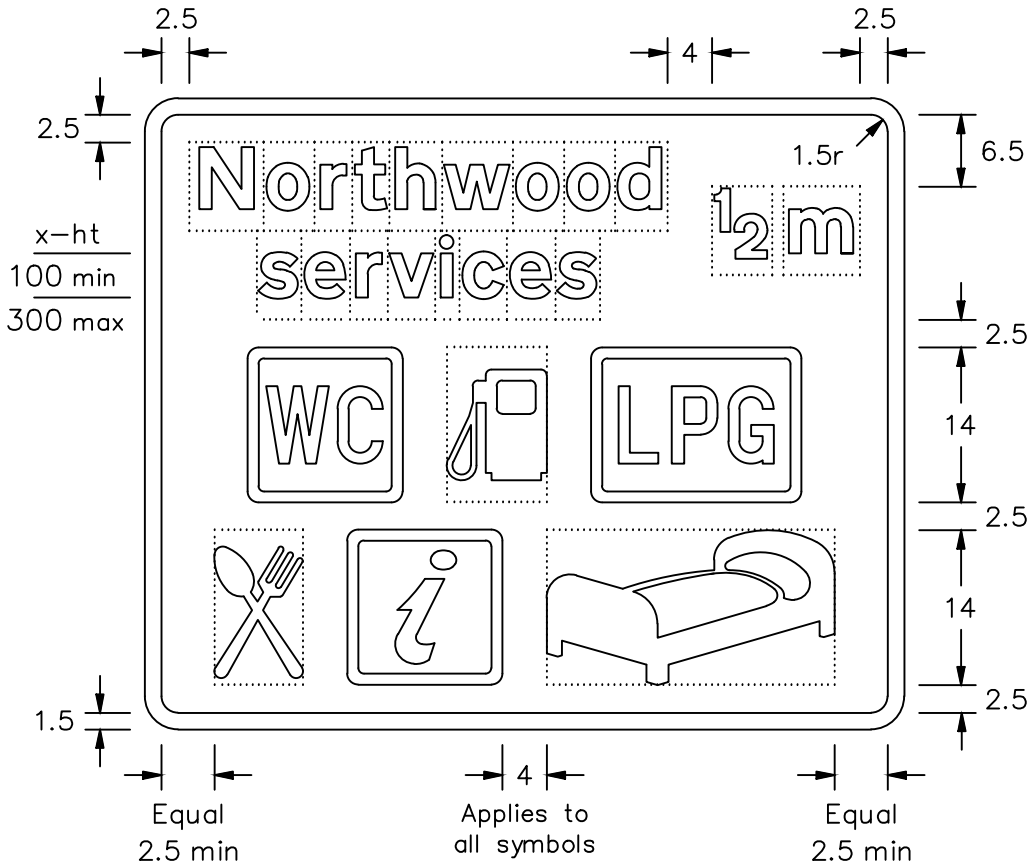 2.5
2.5
4
2.5
1.5r
6.5
Northwood
services
½ m
x-ht
100 min
300 max
2.5
WC
LPG
14
2.5
i
14
1.5
2.5
4
Equal
2.5 min
Applies to
all symbols
Equal
2.5 min